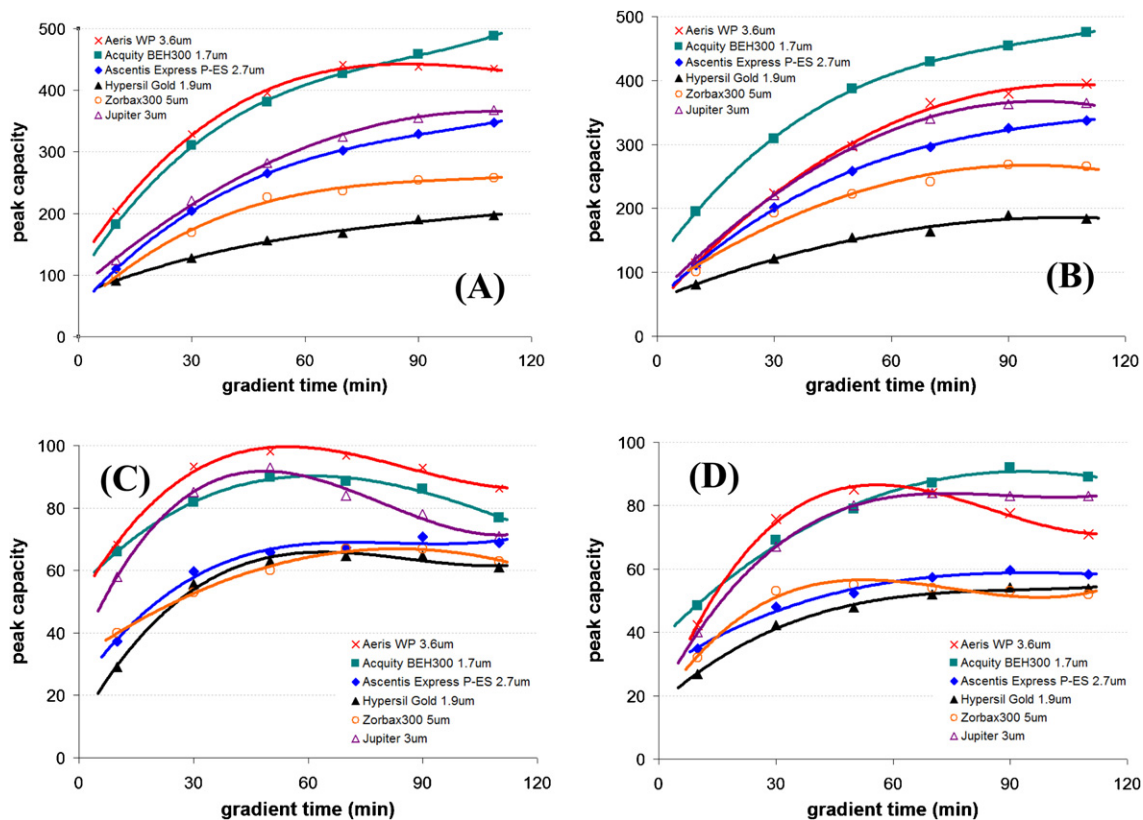 500
400
300
200
100
0
peak capacity
Aeris WP 3.6um
Acquity BEH300 1.7um
Ascentis Express P-ES 2.7um
Hypersil Gold 1.9um
Zorbax300 5um
Jupiter 3um
(A)
0 30 60 90 120
gradient time (min)
500
400
300
200
100
0
peak capacity
Aeris WP 3.6um
Acquity BEH300 1.7um
Ascentis Express P-ES 2.7um
Hypersil Gold 1.9um
Zorbax300 5um
Jupiter 3um
(B)
0 30 60 90 120
gradient time (min)
100
80
60
40
20
0
peak capacity
(C)
Aeris WP 3.6um
Acquity BEH300 1.7um
Ascentis Express P-ES 2.7um
Hypersil Gold 1.9um
Zorbax300 5um
Jupiter 3um
0 30 60 90 120
gradient time (min)
100
80
60
40
20
0
peak capacity
(D)
Aeris WP 3.6um
Acquity BEH300 1.7um
Ascentis Express P-ES 2.7um
Hypersil Gold 1.9um
Zorbax300 5um
Jupiter 3um
0 30 60 90 120
gradient time (min)